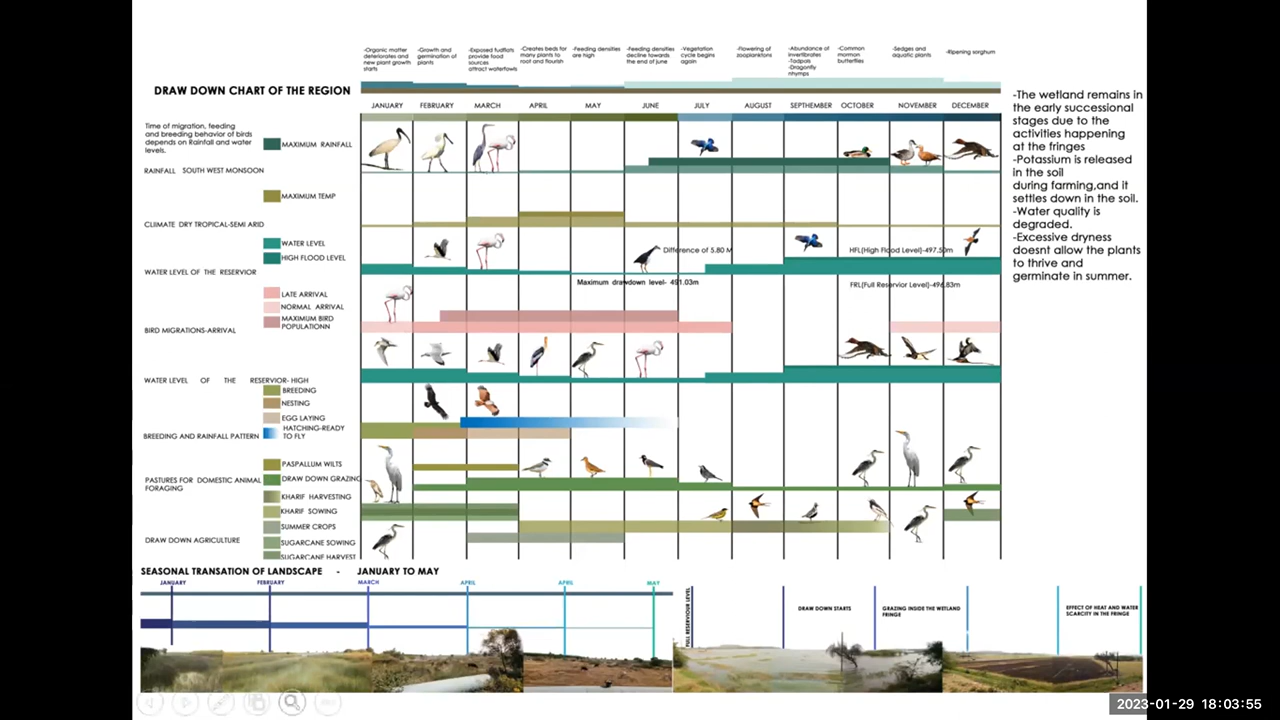 -Organic matter
deteriorates and
new plant growth
starts
-Growth and
germination of
plants
-Exposed fudflots
provide food
sources
attract waterfowls
-Creates beds for
many plants to
root and flourish
-Feeding densities
are high
-Feeding densities
decline towards
the end of june
-Vegetation
cycle begins
again
-Flowering of
zooplanktons
-Abundance of
invertibrates
-Tadpols
-Dragonfly
nhymps
-Common
mormon
butterflies
-Sedges and
aquatic plants
-Ripening sorghum
DRAW DOWN CHART OF THE REGION
JANUARY FEBRUARY MARCH APRIL MAY JUNE JULY AUGUST SEPTHEMBER OCTOBER NOVEMBER DECEMBER
Time of migration, feeding
and breeding behavior of birds
depends on Rainfall and water
levels.
MAXIMUM RAINFALL
RAINFALL SOUTH WEST MONSOON
MAXIMUM TEMP
CLIMATE DRY TROPICAL-SEMI ARID
WATER LEVEL
HIGH FLOOD LEVEL
WATER LEVEL OF THE RESERVIOR
Difference of 5.80 M
HFL(High Flood Level)-497.50m
Maximum drawdown level- 491.03m
FRL(Full Reservior Level)-496.83m
LATE ARRIVAL
NORMAL ARRIVAL
MAXIMUM BIRD
POPULATIONN
BIRD MIGRATIONS-ARRIVAL
WATER LEVEL OF THE RESERVIOR- HIGH
BREEDING
NESTING
EGG LAYING
HATCHING-READY
TO FLY
BREEDING AND RAINFALL PATTERN
PASPALLUM WILTS
DRAW DOWN GRAZING
PASTURES FOR DOMESTIC ANIMAL
FORAGING
KHARIF HARVESTING
KHARIF SOWING
SUMMER CROPS
DRAW DOWN AGRICULTURE
SUGARCANE SOWING
SUGARCANE HARVEST
-The wetland remains in
the early successional
stages due to the
activities happening
at the fringes
-Potassium is released
in the soil
during farming,and it
settles down in the soil.
-Water quality is
degraded.
-Excessive dryness
doesnt allow the plants
to thrive and
germinate in summer.
SEASONAL TRANSATION OF LANDSCAPE - JANUARY TO MAY
JANUARY FEBRUARY MARCH APRIL APRIL MAY
FULL RESERVOUR LEVEL
DRAW DOWN STARTS
GRAZING INSIDE THE WETLAND
FRINGE
EFFECT OF HEAT AND WATER
SCARCITY IN THE FRINGE
2023-01-29 18:03:55